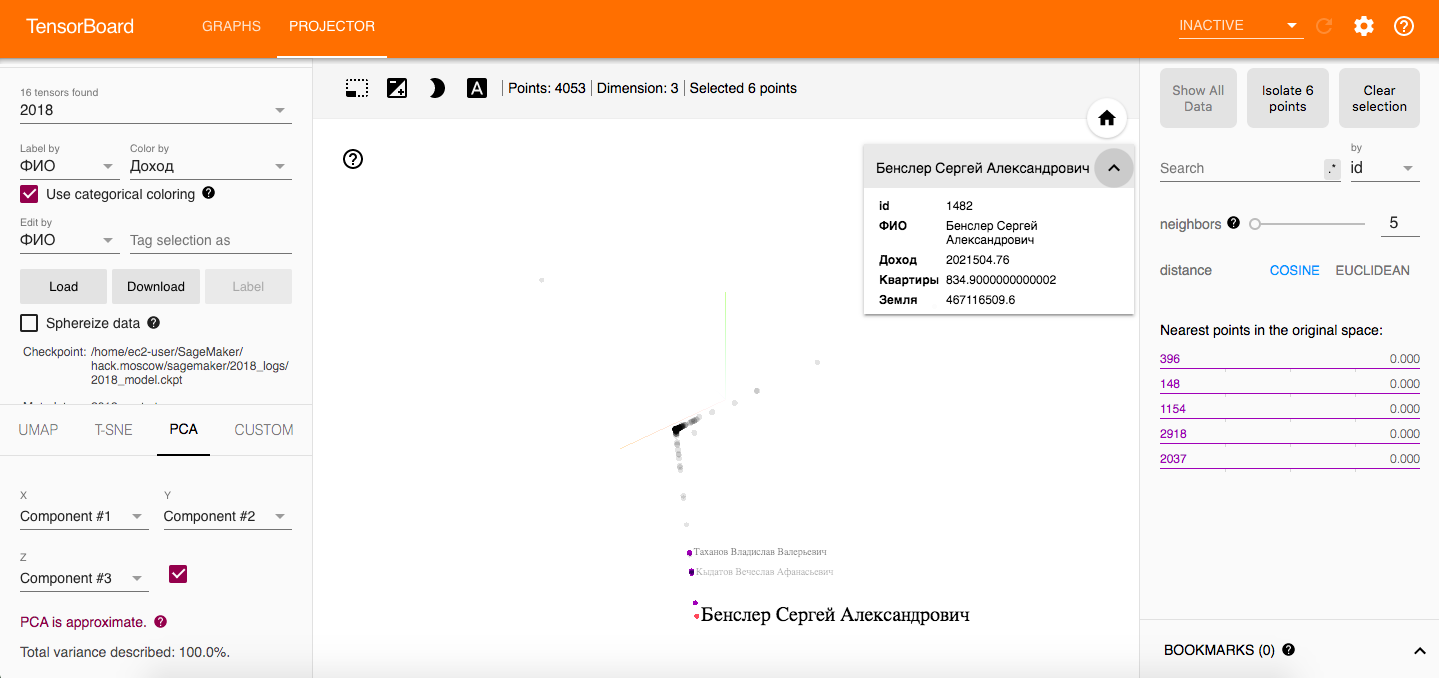 TensorBoard
GRAPHS
PROJECTOR
INACTIVE
16 tensors found
2018
Label by
Color by
ФИО
Доход
Use categorical coloring
Edit by
ФИО
Tag selection as
Load
Download
Label
Sphereize data
Checkpoint: /home/ec2-user/SageMaker/
hack.moscow/sagemaker/2018_logs/
2018_model.ckpt
UMAP
T-SNE
PCA
CUSTOM
X
Y
Component #1
Component #2
Z
Component #3
PCA is approximate.
Total variance described: 100.0%.
A
Points: 4053
Dimension: 3
Selected 6 points
Бенслер Сергей Александрович
id 1482
ФИО Бенслер Сергей
Александрович
Доход 2021504.76
Квартиры 834.9000000000002
Земля 467116509.6
Таханов Владислав Валерьевич
Кыдатов Вечеслав Афанасьевич
Бенслер Сергей Александрович
Show All
Data
Isolate 6
points
Clear
selection
by
Search
.*
id
neighbors
5
distance
COSINE
EUCLIDEAN
Nearest points in the original space:
396 0.000
148 0.000
1154 0.000
2918 0.000
2037 0.000
BOOKMARKS (0)